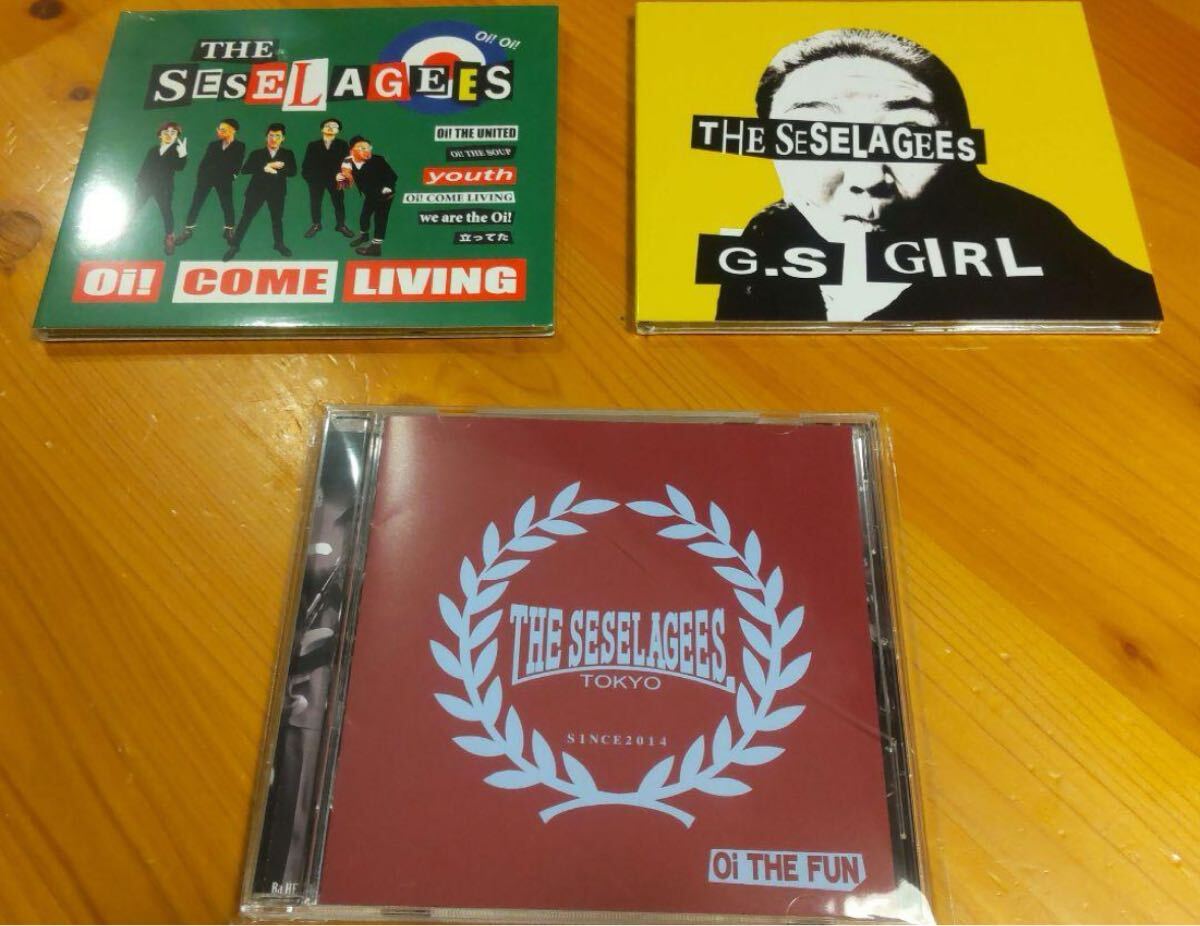 THE
SESELAGEES
Oi! Oi!
Oi! THE UNITED
Oi! THE SOUP
youth
Oi! COME LIVING
we are the Oi!
立ってた
Oi! COME LIVING
THE SESELAGEES
G.S GIRL
THE SESELAGEES
TOKYO
SINCE2014
Oi THE FUN